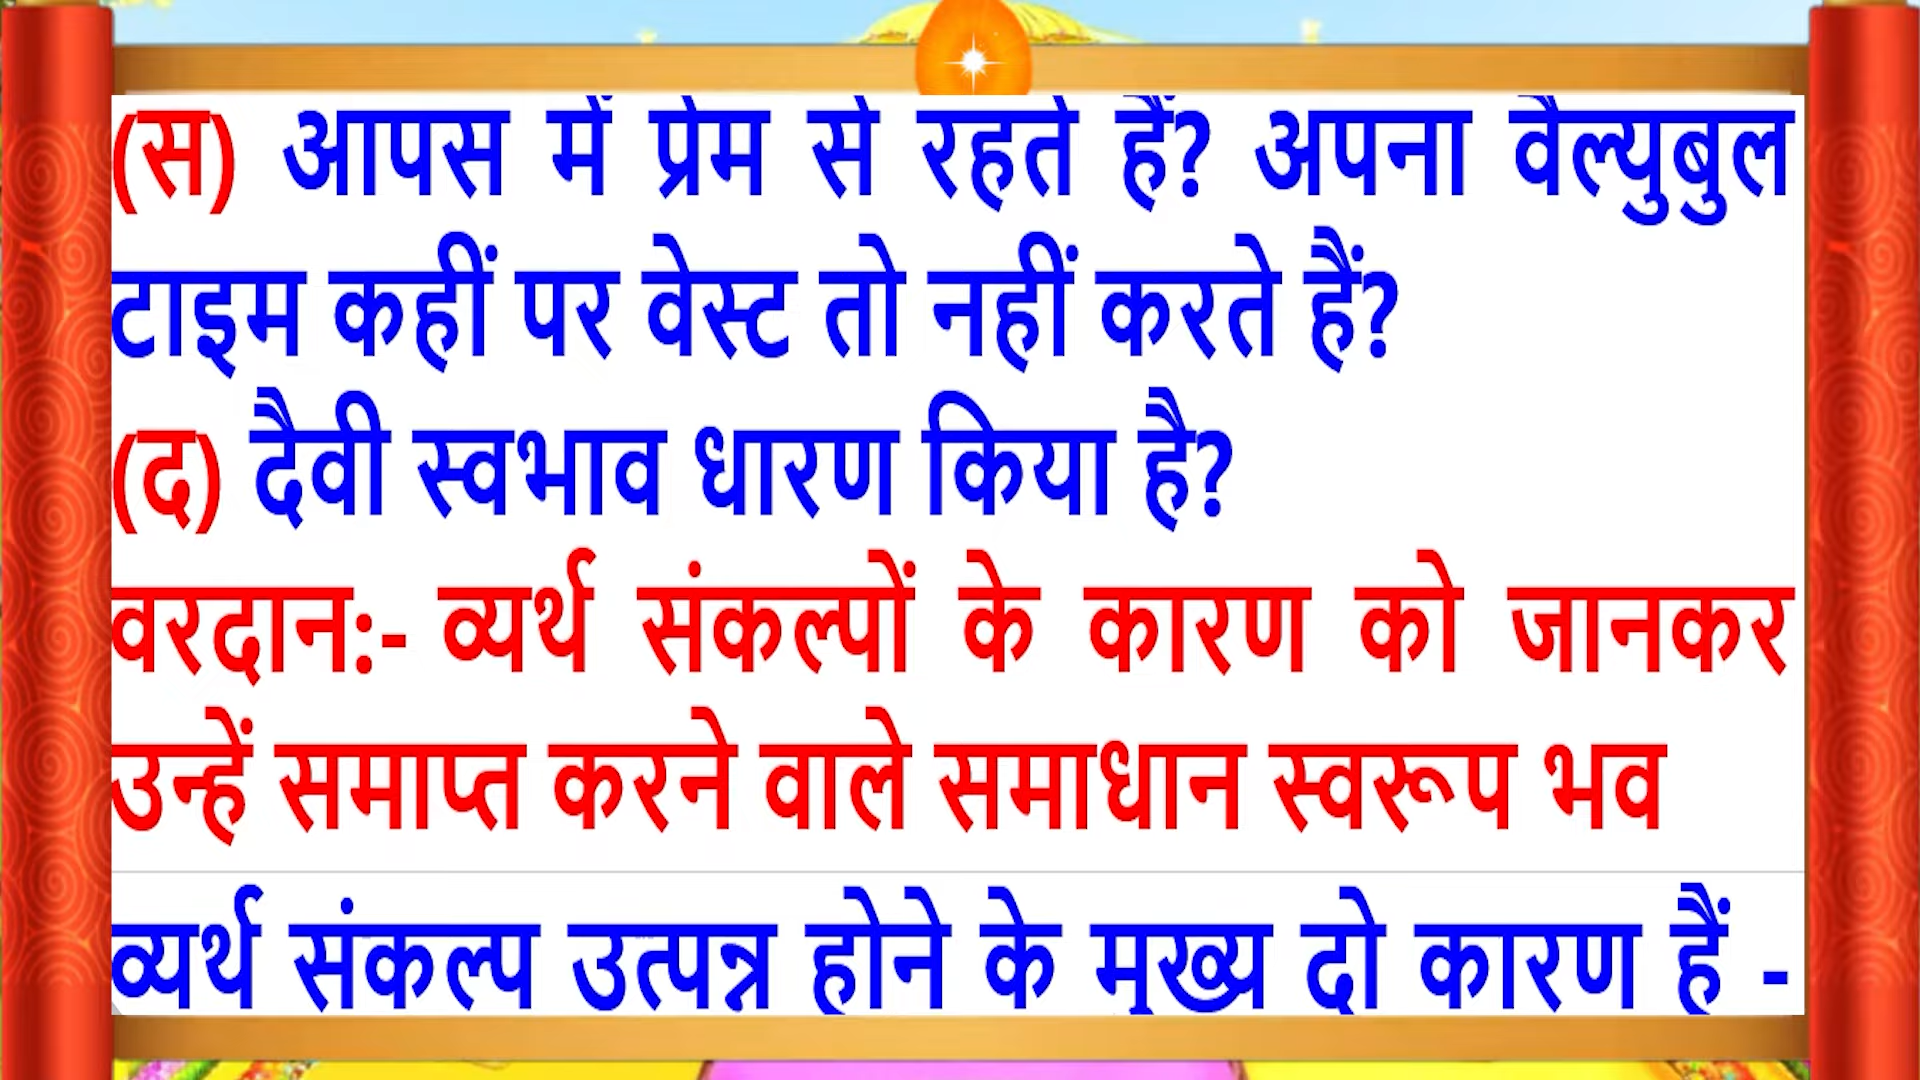 (स) आपस में प्रेम से रहते हैं? अपना वैल्युबुल
टाइम कहीं पर वेस्ट तो नहीं करते हैं?
(द) दैवी स्वभाव धारण किया है?
वरदान:- व्यर्थ संकल्पों के कारण को जानकर
उन्हें समाप्त करने वाले समाधान स्वरूप भव
व्यर्थ संकल्प उत्पन्न होने के मुख्य दो कारण हैं -